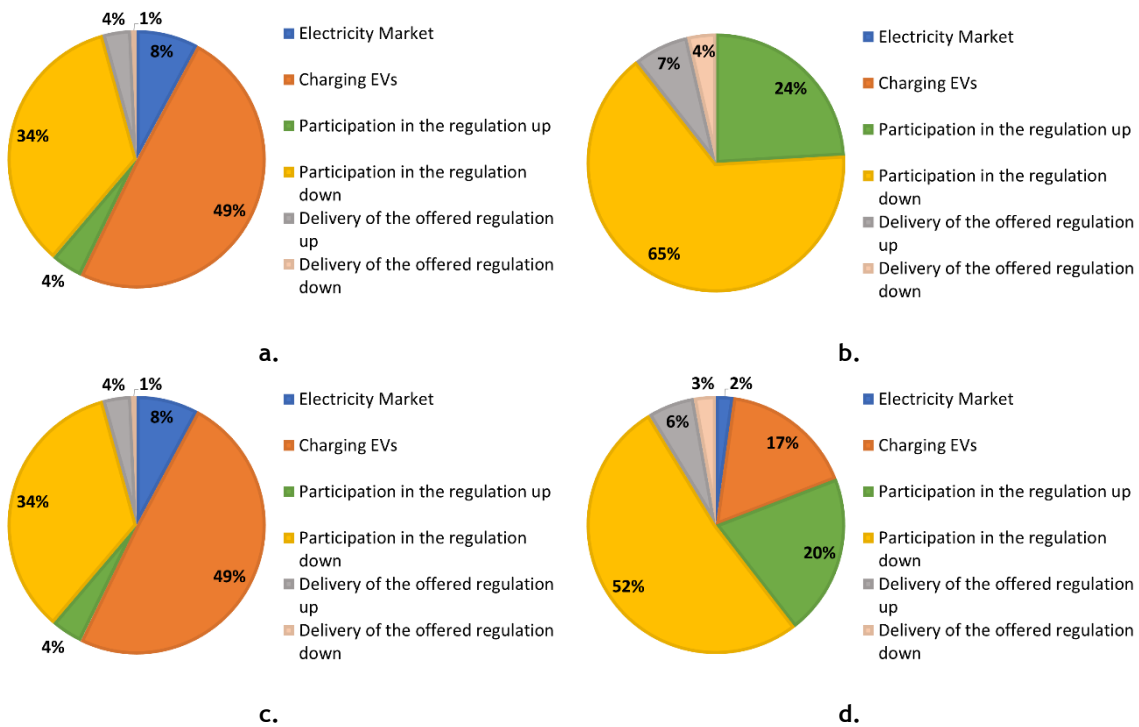 4%
1%
8%
34%
49%
4%
Electricity Market
Charging EVs
Participation in the regulation up
Participation in the regulation
down
Delivery of the offered regulation
up
Delivery of the offered regulation
down
a.
4%
7%
24%
65%
Electricity Market
Charging EVs
Participation in the regulation up
Participation in the regulation
down
Delivery of the offered regulation
up
Delivery of the offered regulation
down
b.
4%
1%
8%
34%
49%
4%
Electricity Market
Charging EVs
Participation in the regulation up
Participation in the regulation
down
Delivery of the offered regulation
up
Delivery of the offered regulation
down
c.
3%
2%
6%
17%
20%
52%
Electricity Market
Charging EVs
Participation in the regulation up
Participation in the regulation
down
Delivery of the offered regulation
up
Delivery of the offered regulation
down
d.